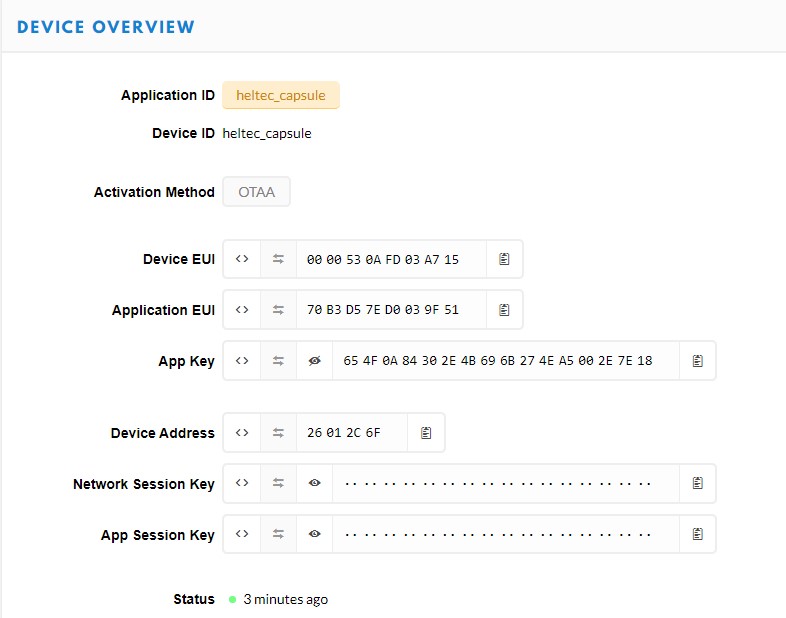 DEVICE OVERVIEW
Application ID heltec_capsule
Device ID heltec_capsule
Activation Method OTAA
Device EUI <> 00 00 53 0A FD 03 A7 15
Application EUI <> 70 B3 D5 7E D0 03 9F 51
App Key <> 65 4F 0A 84 30 2E 4B 69 6B 27 4E A5 00 2E 7E 18
Device Address <> 26 01 2C 6F
Network Session Key <> .. .. .. .. .. .. .. .. .. .. .. .. .. .. .. ..
App Session Key <> .. .. .. .. .. .. .. .. .. .. .. .. .. .. .. ..
Status 3 minutes ago